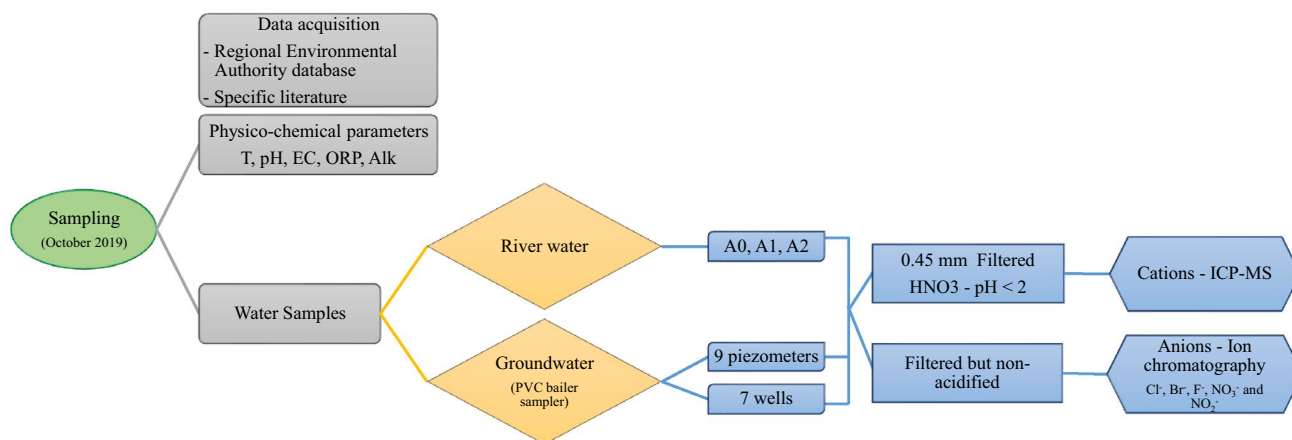 Data acquisition
- Regional Environmental
Authority database
- Specific literature
Physico-chemical parameters
T, pH, EC, ORP, Alk
Sampling
(October 2019)
Water Samples
River water
A0, A1, A2
Groundwater
(PVC bailer
sampler)
9 piezometers
7 wells
0.45 mm Filtered
HNO3 - pH < 2
Cations - ICP-MS
Filtered but non-
acidified
Anions - Ion
chromatography
Cl⁻, Br⁻, F⁻, NO₃⁻ and
NO₂⁻